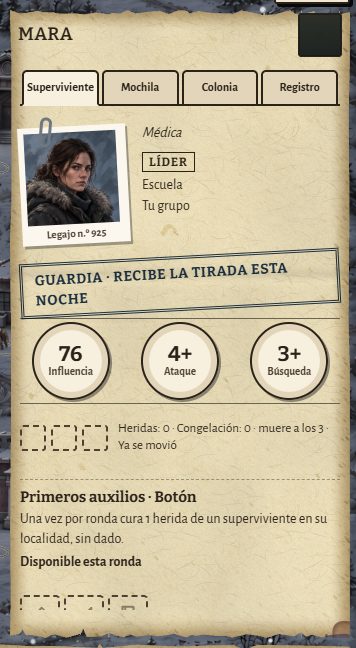 MARA
Superviviente Mochila Colonia Registro
Médica
LÍDER
Escuela
Tu grupo
Legajo n.º 925
GUARDIA · RECIBE LA TIRADA ESTA
NOCHE
76 4+ 3+
Influencia Ataque Búsqueda
Heridas: 0 · Congelación: 0 · muere a los 3 ·
Ya se movió
Primeros auxilios · Botón
Una vez por ronda cura 1 herida de un superviviente en su
localidad, sin dado.
Disponible esta ronda